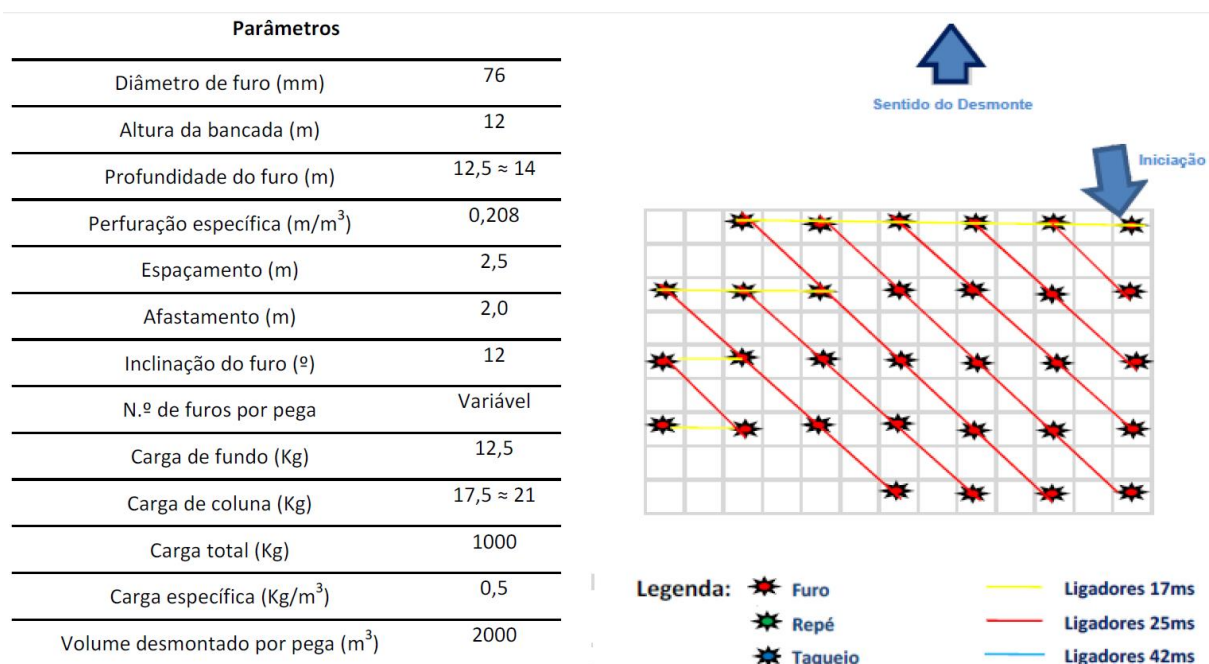 Parâmetros
Diâmetro de furo (mm) 76
Altura da bancada (m) 12
Profundidade do furo (m) 12,5 ≈ 14
Perfuração específica (m/m³) 0,208
Espaçamento (m) 2,5
Afastamento (m) 2,0
Inclinação do furo (º) 12
N.º de furos por pega Variável
Carga de fundo (Kg) 12,5
Carga de coluna (Kg) 17,5 ≈ 21
Carga total (Kg) 1000
Carga específica (Kg/m³) 0,5
Volume desmontado por pega (m³) 2000
Sentido do Desmonte
Iniciação
Legenda: Furo Ligadores 17ms
Repé Ligadores 25ms
Taqueio Ligadores 42ms